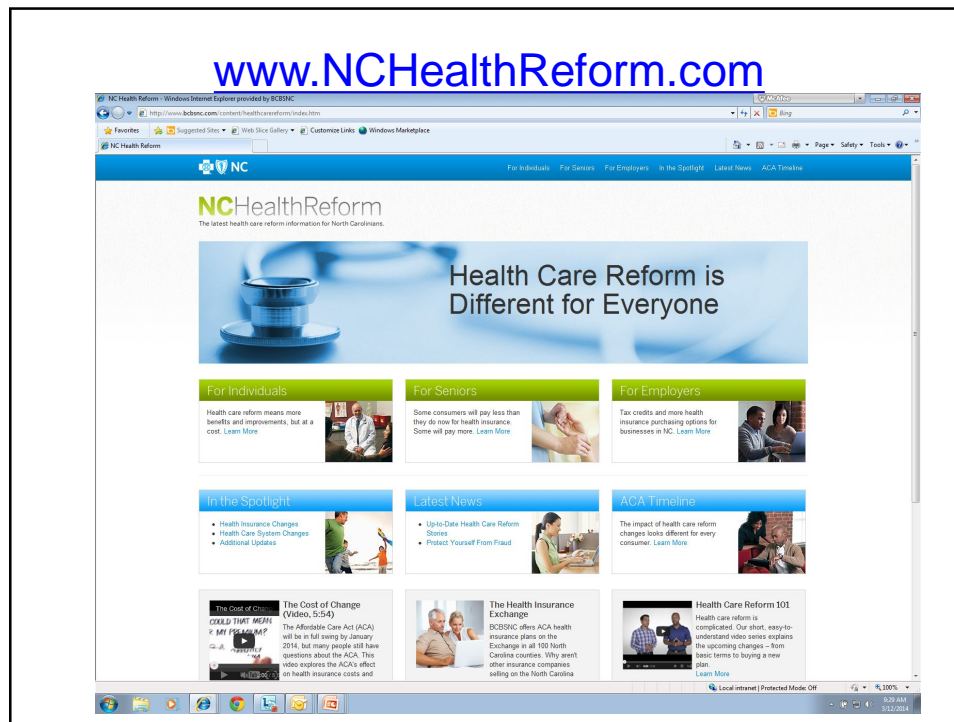 www.NCHealthReform.com
NC Health Reform - Windows Internet Explorer provided by BCBSNC
McAfee
http://www.bcbsnc.com/content/healthcarereform/index.htm
Bing
Favorites Suggested Sites Web Slice Gallery Customize Links Windows Marketplace
NC Health Reform
Page Safety Tools
NC
For Individuals For Seniors For Employers In the Spotlight Latest News ACA Timeline
NCHealthReform
The latest health care reform information for North Carolinians.
Health Care Reform is
Different for Everyone
For Individuals
Health care reform means more
benefits and improvements, but at a
cost. Learn More
For Seniors
Some consumers will pay less than
they do now for health insurance.
Some will pay more. Learn More
For Employers
Tax credits and more health
insurance purchasing options for
businesses in NC. Learn More
In the Spotlight
• Health Insurance Changes
• Health Care System Changes
• Additional Updates
Latest News
• Up-to-Date Health Care Reform
Stories
• Protect Yourself From Fraud
ACA Timeline
The impact of health care reform
changes looks different for every
consumer. Learn More
The Cost of Chan
COULD THAT MEAN
MY PREMIUM?
The Cost of Change
(Video, 5:54)
The Affordable Care Act (ACA)
will be in full swing by January
2014, but many people still have
questions about the ACA. This
video explores the ACA's effect
on health insurance costs and
The Health Insurance
Exchange
BCBSNC offers ACA health
insurance plans on the
Exchange in all 100 North
Carolina counties. Why aren't
other insurance companies
selling on the North Carolina
Health Care Reform 101
Health care reform is
complicated. Our short, easy-to-
understand video series explains
the upcoming changes – from
basic terms to buying a new
plan.
Learn More
Local intranet | Protected Mode: Off
100%
9:29 AM
3/12/2014